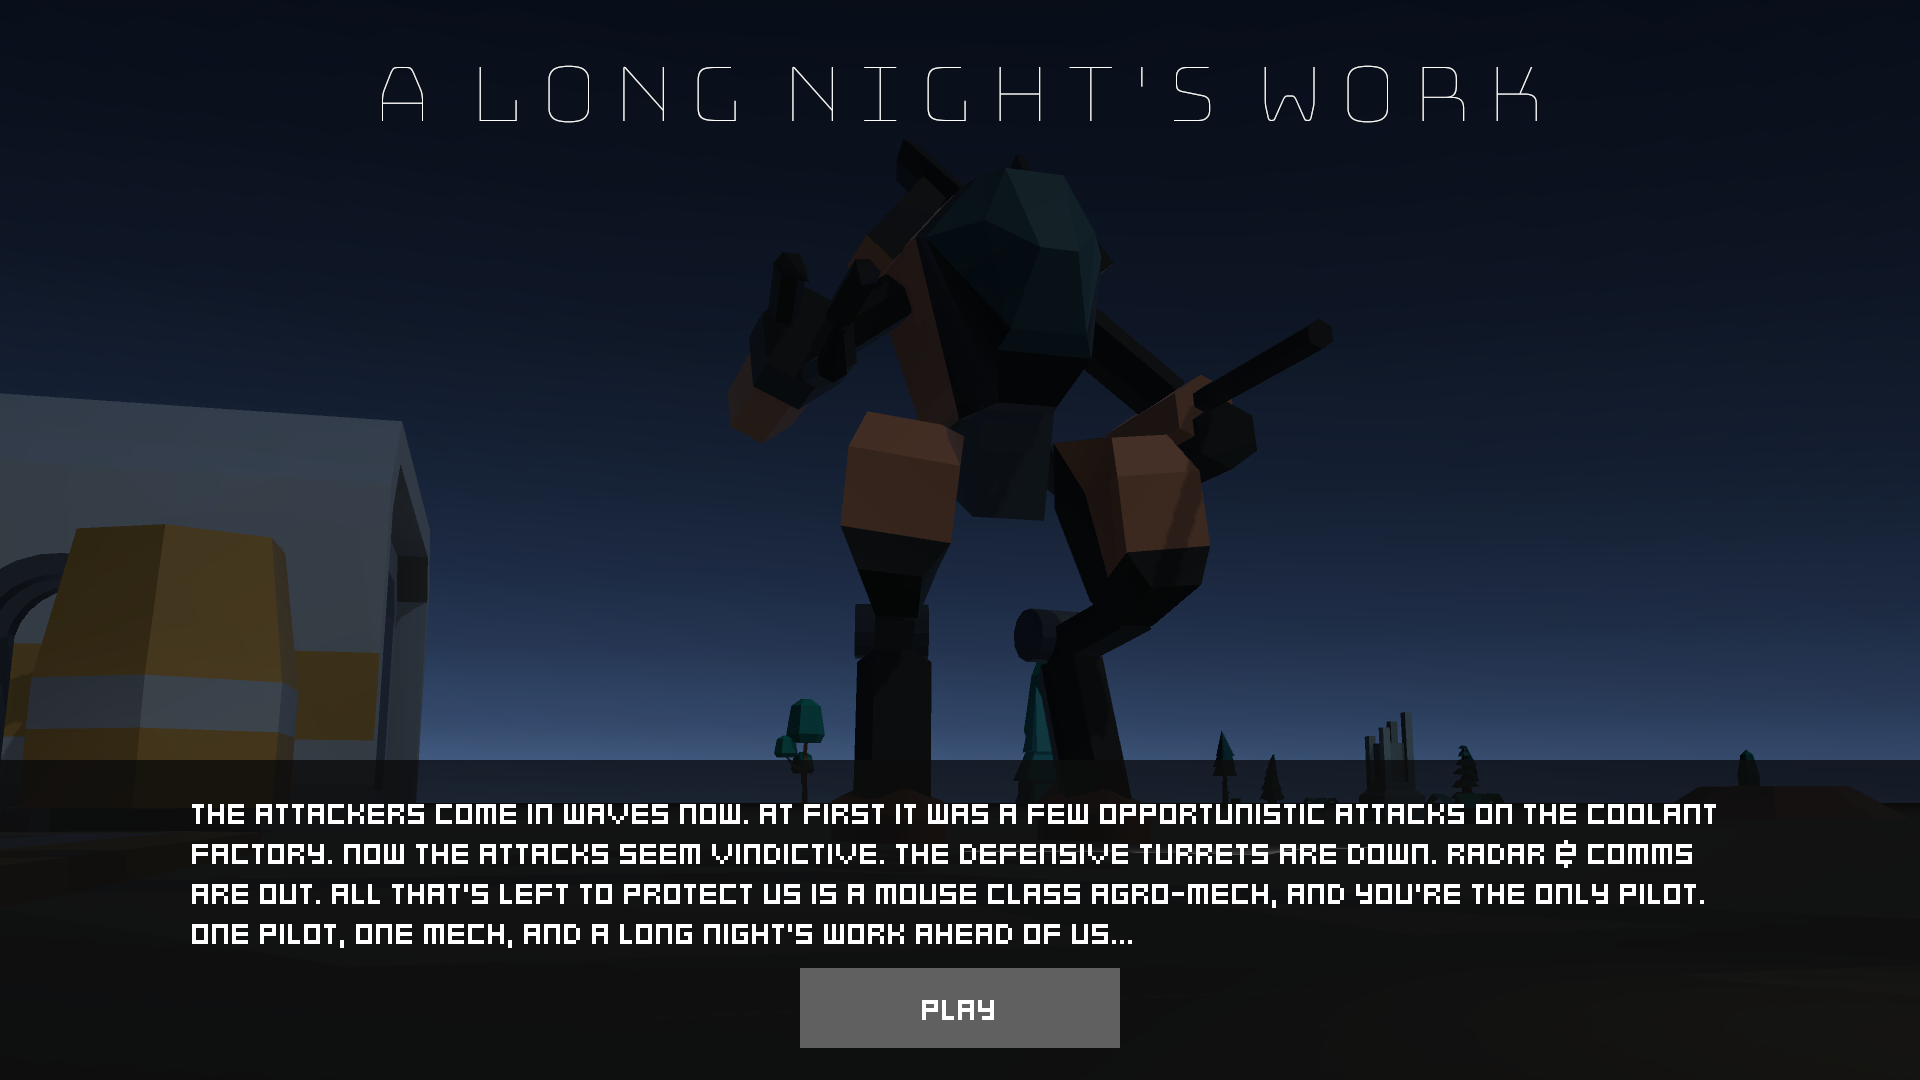 A LONG NIGHT'S WORK
THE ATTACKERS COME IN WAVES NOW. AT FIRST IT WAS A FEW OPPORTUNISTIC ATTACKS ON THE COOLANT
FACTORY. NOW THE ATTACKS SEEM VINDICTIVE. THE DEFENSIVE TURRETS ARE DOWN. RADAR & COMMS
ARE OUT. ALL THAT'S LEFT TO PROTECT US IS A MOUSE CLASS AGRO-MECH, AND YOU'RE THE ONLY PILOT.
ONE PILOT, ONE MECH, AND A LONG NIGHT'S WORK AHEAD OF US...
PLAY